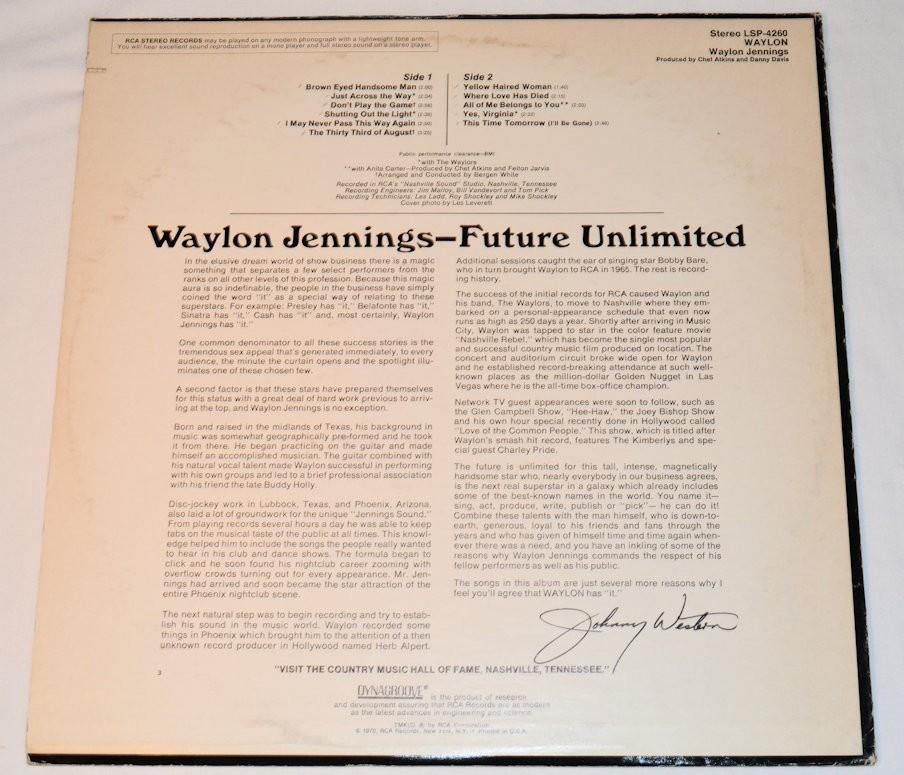 RCA STEREO RECORDS may be played on any modern phonograph with a lightweight tone arm.
You will hear excellent sound reproduction on a mono player and full stereo sound on a stereo player.
Stereo LSP-4260
WAYLON
Waylon Jennings
Produced by Chet Atkins and Danny Davis
Side 1
Brown Eyed Handsome Man
Just Across the Way* (2:04)
Don't Play the Game†
Shutting Out the Light*
I May Never Pass This Way Again
The Thirty Third of August†
Side 2
Yellow Haired Woman (1:40)
Where Love Has Died (2:15)
All of Me Belongs to You**
Yes, Virginia*
This Time Tomorrow (I'll Be Gone)
Public performance clearance—BMI
*with The Waylors
**with Anita Carter—Produced by Chet Atkins and Felton Jarvis
†Arranged and Conducted by Bergen White
Recorded in RCA's "Nashville Sound" Studio, Nashville, Tennessee
Recording Engineers: Jim Malloy, Bill Vandevort and Tom Pick
Recording Technicians: Les Ladd, Roy Shockley and Mike Shockley
Cover photo by Les Leverett
Waylon Jennings—Future Unlimited
In the elusive dream world of show business there is a magic
something that separates a few select performers from the
ranks on all other levels of this profession. Because this magic
aura is so indefinable, the people in the business have simply
coined the word "it" as a special way of relating to these
superstars. For example: Presley has "it," Belafonte has "it,"
Sinatra has "it," Cash has "it" and, most certainly, Waylon
Jennings has "it."
One common denominator to all these success stories is the
tremendous sex appeal that's generated immediately, to every
audience, the minute the curtain opens and the spotlight illu-
minates one of these chosen few.
A second factor is that these stars have prepared themselves
for this status with a great deal of hard work previous to arriv-
ing at the top, and Waylon Jennings is no exception.
Born and raised in the midlands of Texas, his background in
music was somewhat geographically pre-formed and he took
it from there. He began practicing on the guitar and made
himself an accomplished musician. The guitar combined with
his natural vocal talent made Waylon successful in performing
with his own groups and led to a brief professional association
with his friend the late Buddy Holly.
Disc-jockey work in Lubbock, Texas, and Phoenix, Arizona,
also laid a lot of groundwork for the unique "Jennings Sound."
From playing records several hours a day he was able to keep
tabs on the musical taste of the public at all times. This knowl-
edge helped him to include the songs the people really wanted
to hear in his club and dance shows. The formula began to
click and he soon found his nightclub career zooming with
overflow crowds turning out for every appearance. Mr. Jen-
nings had arrived and soon became the star attraction of the
entire Phoenix nightclub scene.
The next natural step was to begin recording and try to estab-
lish his sound in the music world. Waylon recorded some
things in Phoenix which brought him to the attention of a then
unknown record producer in Hollywood named Herb Alpert.
Additional sessions caught the ear of singing star Bobby Bare,
who in turn brought Waylon to RCA in 1965. The rest is record-
ing history.
The success of the initial records for RCA caused Waylon and
his band, The Waylors, to move to Nashville where they em-
barked on a personal-appearance schedule that even now
runs as high as 250 days a year. Shortly after arriving in Music
City, Waylon was tapped to star in the color feature movie
"Nashville Rebel," which has become the single most popular
and successful country music film produced on location. The
concert and auditorium circuit broke wide open for Waylon
and he established record-breaking attendance at such well-
known places as the million-dollar Golden Nugget in Las
Vegas where he is the all-time box-office champion.
Network TV guest appearances were soon to follow, such as
the Glen Campbell Show, "Hee-Haw," the Joey Bishop Show
and his own hour special recently done in Hollywood called
"Love of the Common People." This show, which is titled after
Waylon's smash hit record, features The Kimberlys and spe-
cial guest Charley Pride.
The future is unlimited for this tall, intense, magnetically
handsome star who, nearly everybody in our business agrees,
is the next real superstar in a galaxy which already includes
some of the best-known names in the world. You name it—
sing, act, produce, write, publish or "pick"— he can do it!
Combine these talents with the man himself, who is down-to-
earth, generous, loyal to his friends and fans through the
years and who has given of himself time and time again when-
ever there was a need, and you have an inkling of some of the
reasons why Waylon Jennings commands the respect of his
fellow performers as well as his public.
The songs in this album are just several more reasons why I
feel you'll agree that WAYLON has "it."
Johnny Western
"VISIT THE COUNTRY MUSIC HALL OF FAME, NASHVILLE, TENNESSEE."
3
DYNAGROOVE® is the product of research
and development assuring that RCA Records are as modern
as the latest advances in engineering and science.
TMK(s) ® by RCA Corporation
© 1970, RCA Records, New York, N.Y. • Printed in U.S.A.